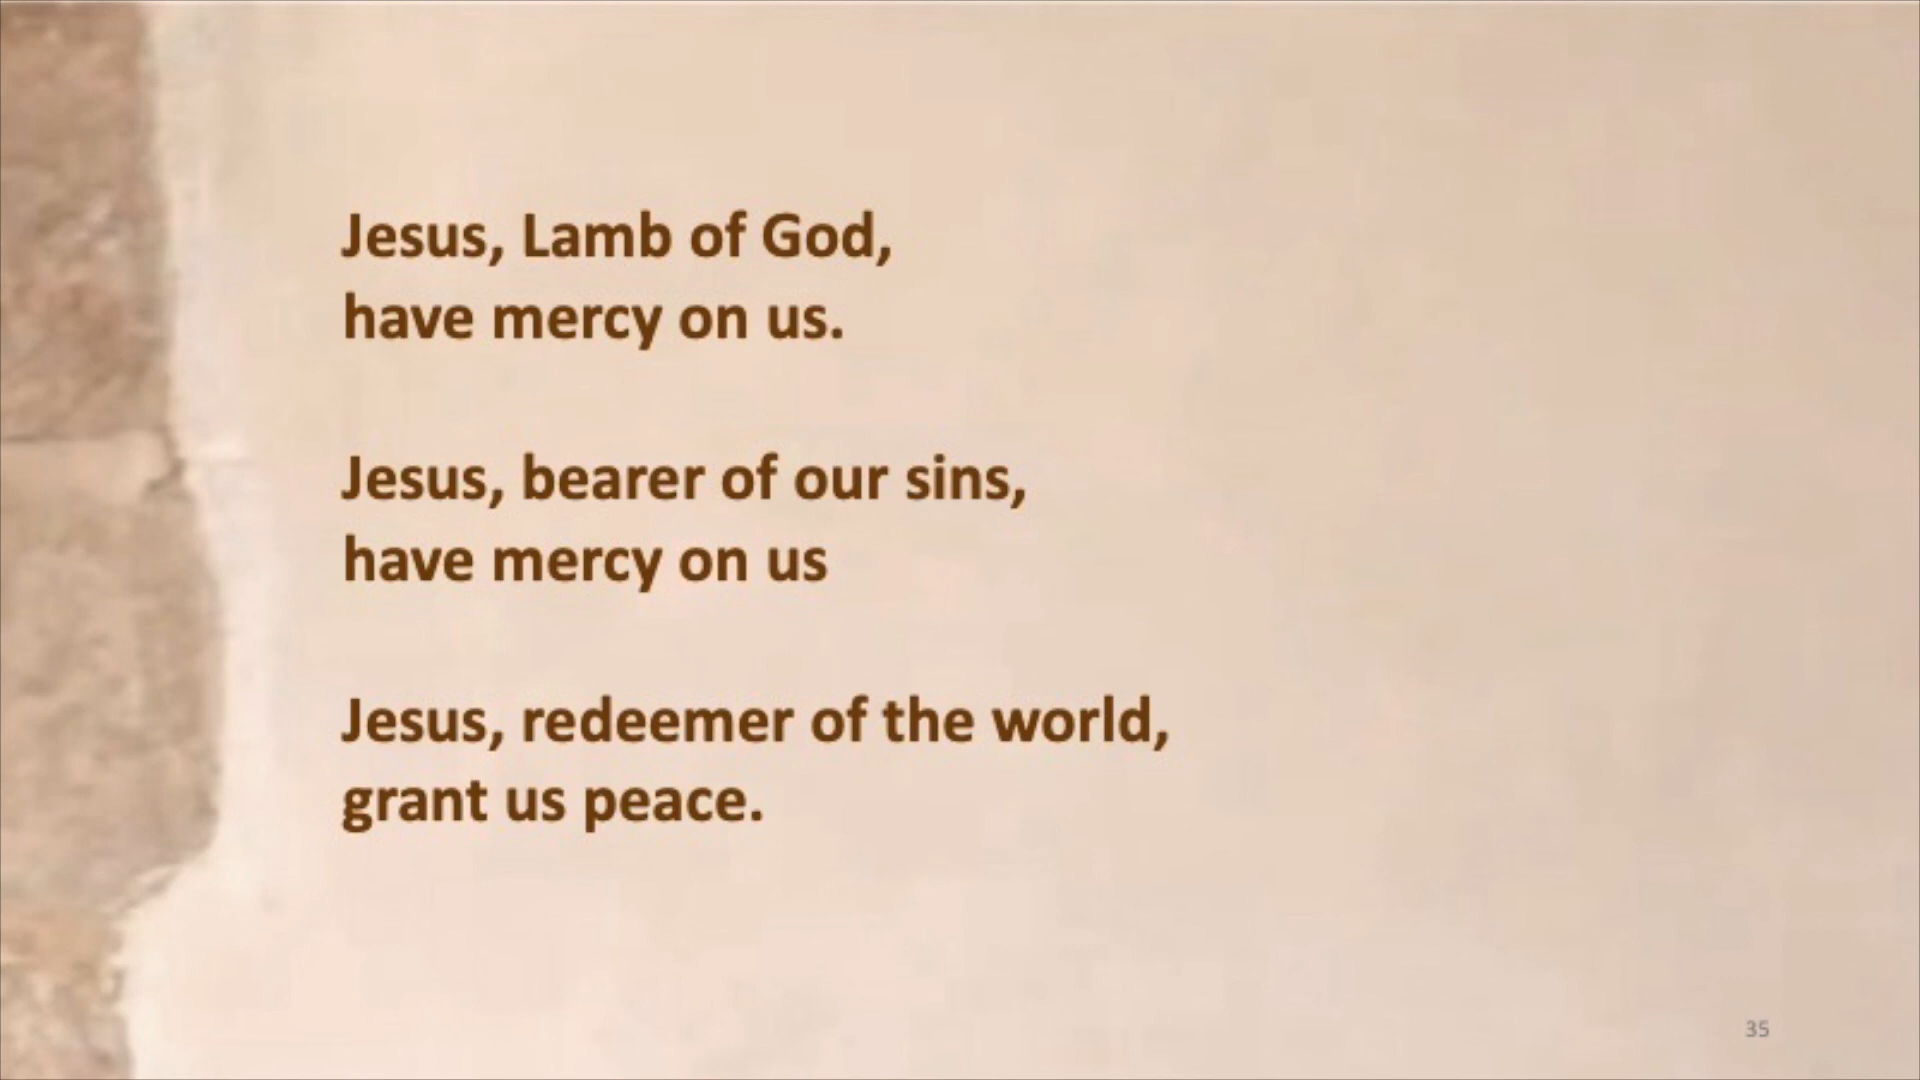 Jesus, Lamb of God,
have mercy on us.
Jesus, bearer of our sins,
have mercy on us
Jesus, redeemer of the world,
grant us peace.
35